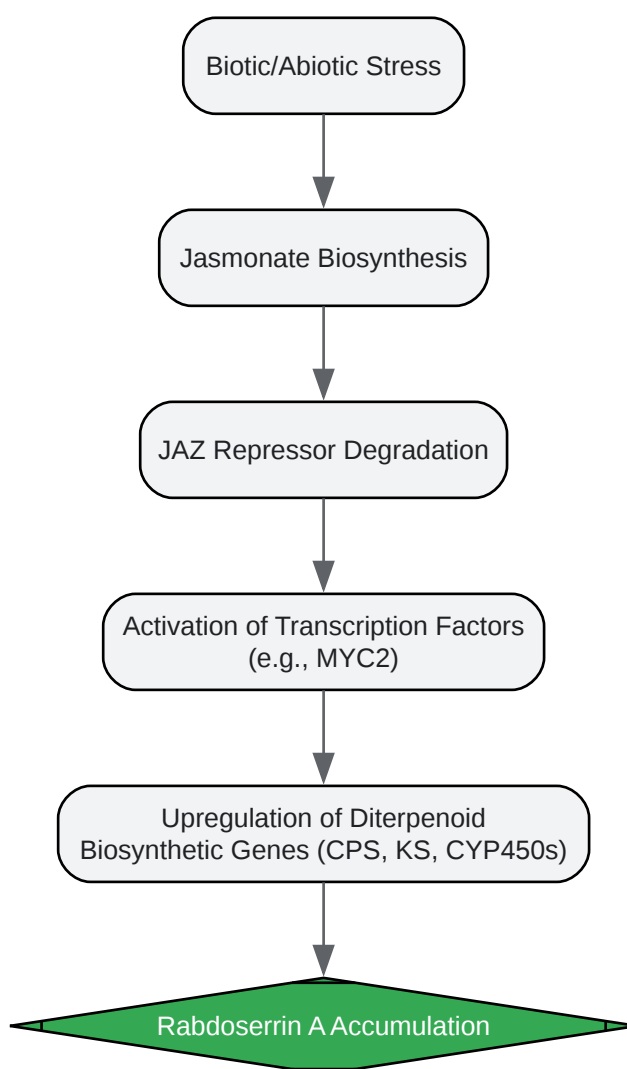 Biotic/Abiotic Stress
Jasmonate Biosynthesis
JAZ Repressor Degradation
Activation of Transcription Factors
(e.g., MYC2)
Upregulation of Diterpenoid
Biosynthetic Genes (CPS, KS, CYP450s)
Rabdoserrin A Accumulation